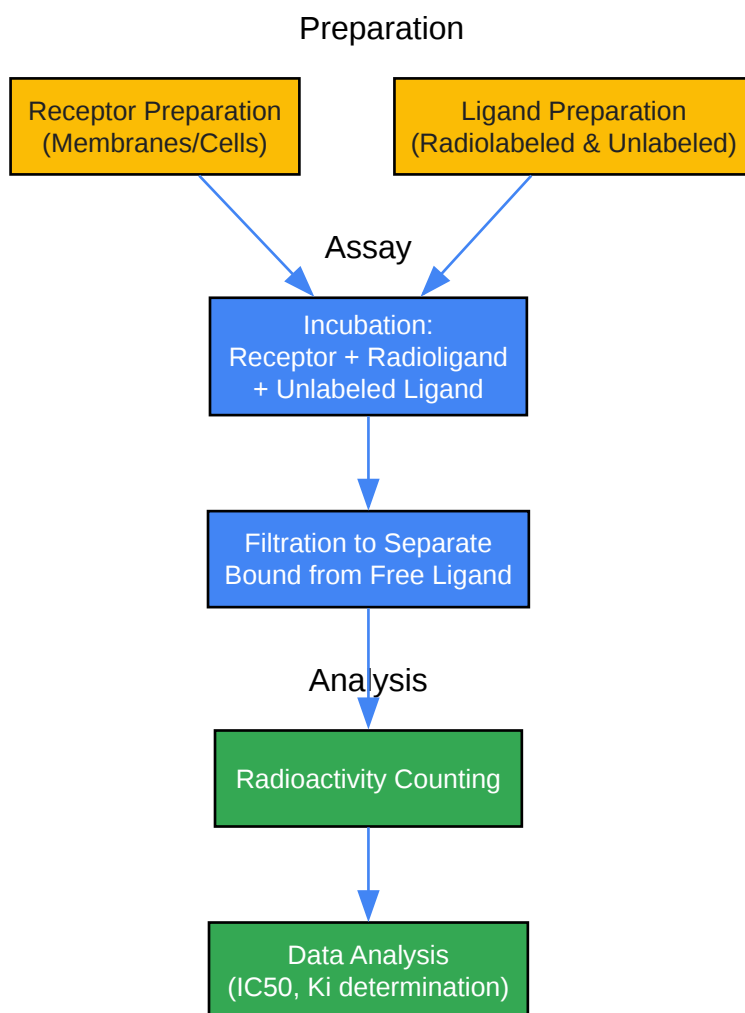 Preparation
Receptor Preparation
(Membranes/Cells)
Ligand Preparation
(Radiolabeled & Unlabeled)
Assay
Incubation:
Receptor + Radioligand
+ Unlabeled Ligand
Filtration to Separate
Bound from Free Ligand
Analysis
Radioactivity Counting
Data Analysis
(IC50, Ki determination)